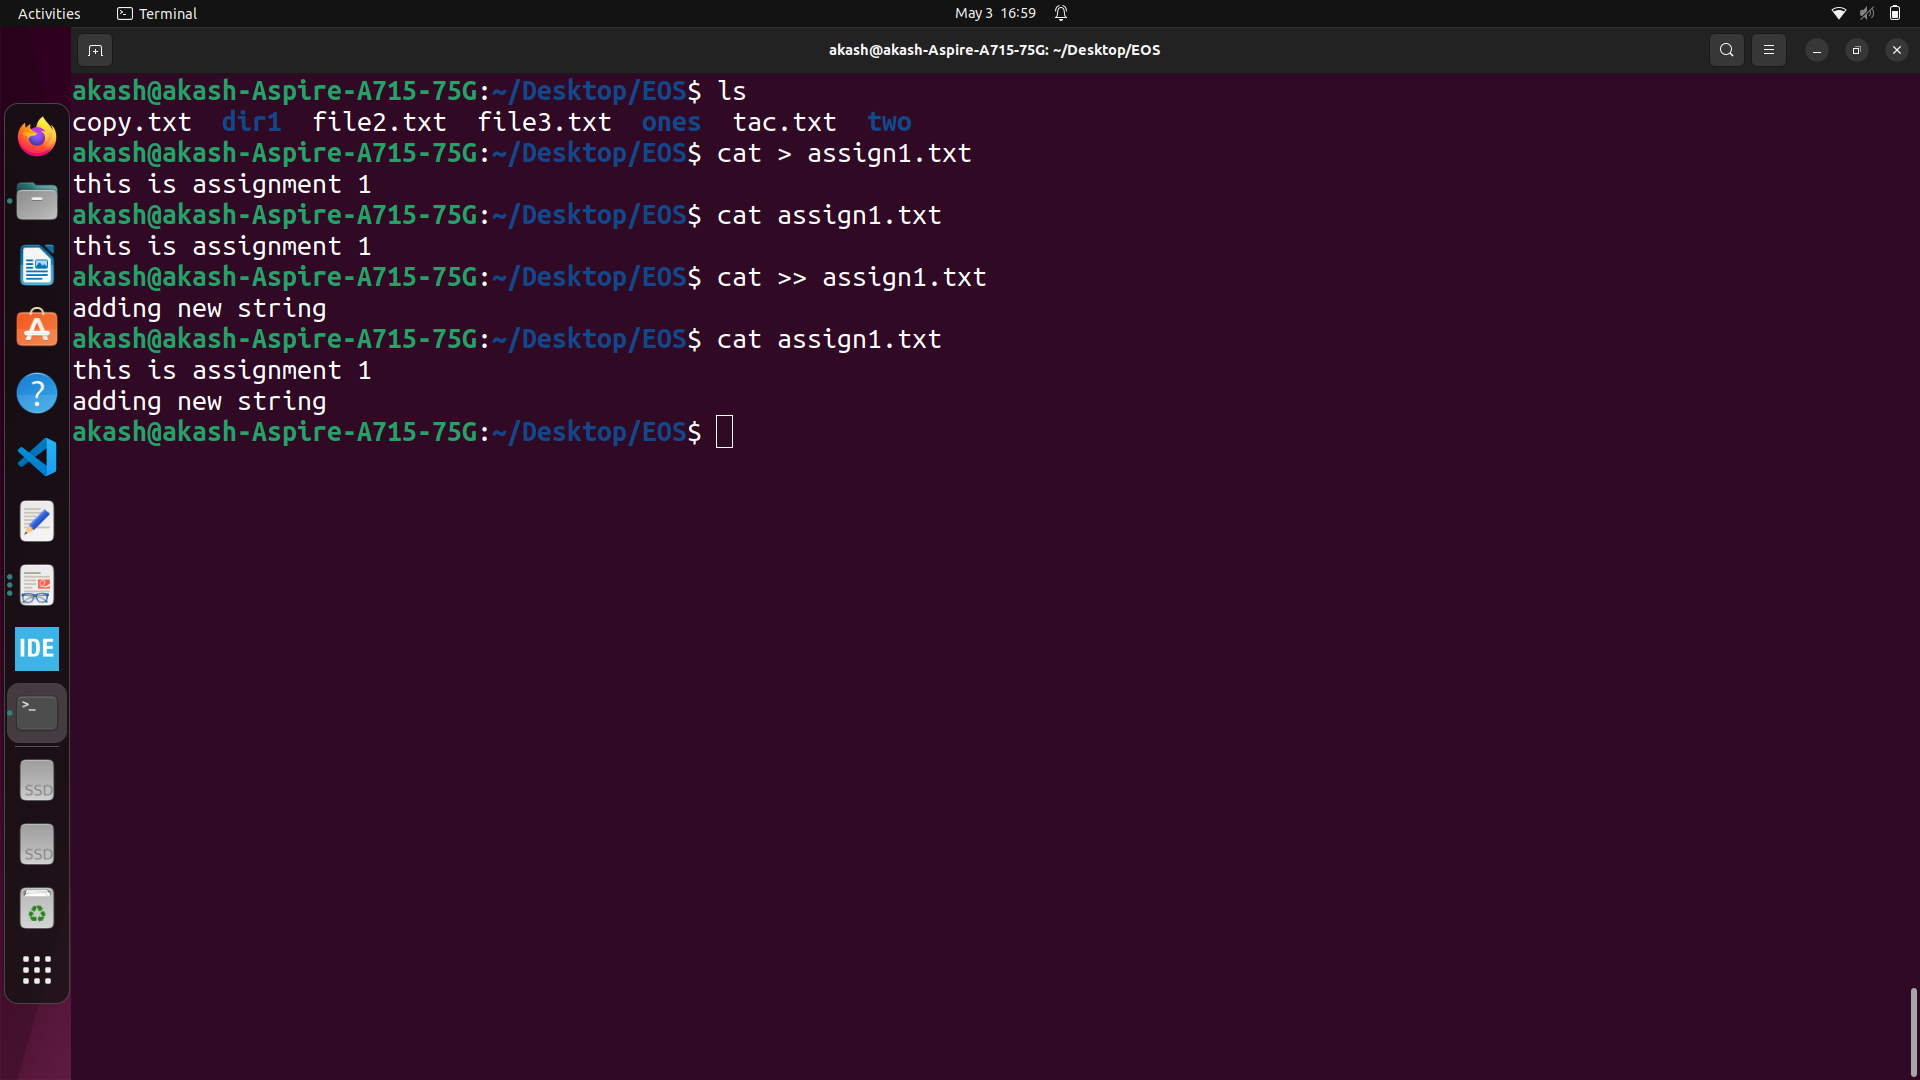 Activities Terminal May 3 16:59
akash@akash-Aspire-A715-75G: ~/Desktop/EOS
akash@akash-Aspire-A715-75G:~/Desktop/EOS$ ls
copy.txt dir1 file2.txt file3.txt ones tac.txt two
akash@akash-Aspire-A715-75G:~/Desktop/EOS$ cat > assign1.txt
this is assignment 1
akash@akash-Aspire-A715-75G:~/Desktop/EOS$ cat assign1.txt
this is assignment 1
akash@akash-Aspire-A715-75G:~/Desktop/EOS$ cat >> assign1.txt
adding new string
akash@akash-Aspire-A715-75G:~/Desktop/EOS$ cat assign1.txt
this is assignment 1
adding new string
akash@akash-Aspire-A715-75G:~/Desktop/EOS$
IDE
>_
SSD
SSD